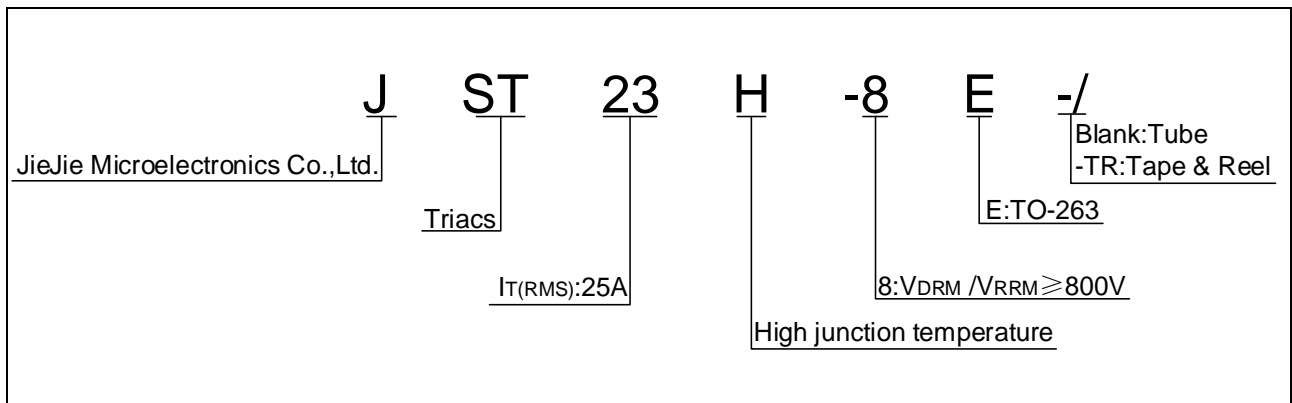 J ST 23 H -8 E -/
Blank:Tube
JieJie Microelectronics Co.,Ltd.
-TR:Tape & Reel
Triacs
E:TO-263
IT(RMS):25A
8:VDRM /VRRM≥800V
High junction temperature